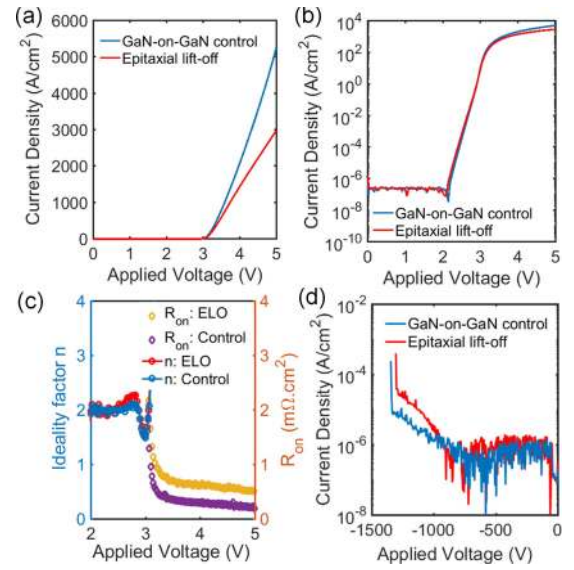 (a)
6000
5000
4000
3000
2000
1000
0
Current Density (A/cm²)
GaN-on-GaN control
Epitaxial lift-off
0 1 2 3 4 5
Applied Voltage (V)
(b)
10⁴
10²
10⁰
10⁻²
10⁻⁴
10⁻⁶
10⁻⁸
10⁻¹⁰
Current Density (A/cm²)
GaN-on-GaN control
Epitaxial lift-off
0 1 2 3 4 5
Applied Voltage (V)
(c)
4
3
2
1
0
Ideality factor n
R_on: ELO
R_on: Control
n: ELO
n: Control
4
3
2
1
0
R_on (mΩ.cm²)
2 3 4 5
Applied Voltage (V)
(d)
10⁻²
10⁻⁴
10⁻⁶
10⁻⁸
Current Density (A/cm²)
GaN-on-GaN control
Epitaxial lift-off
-1500 -1000 -500 0
Applied Voltage (V)